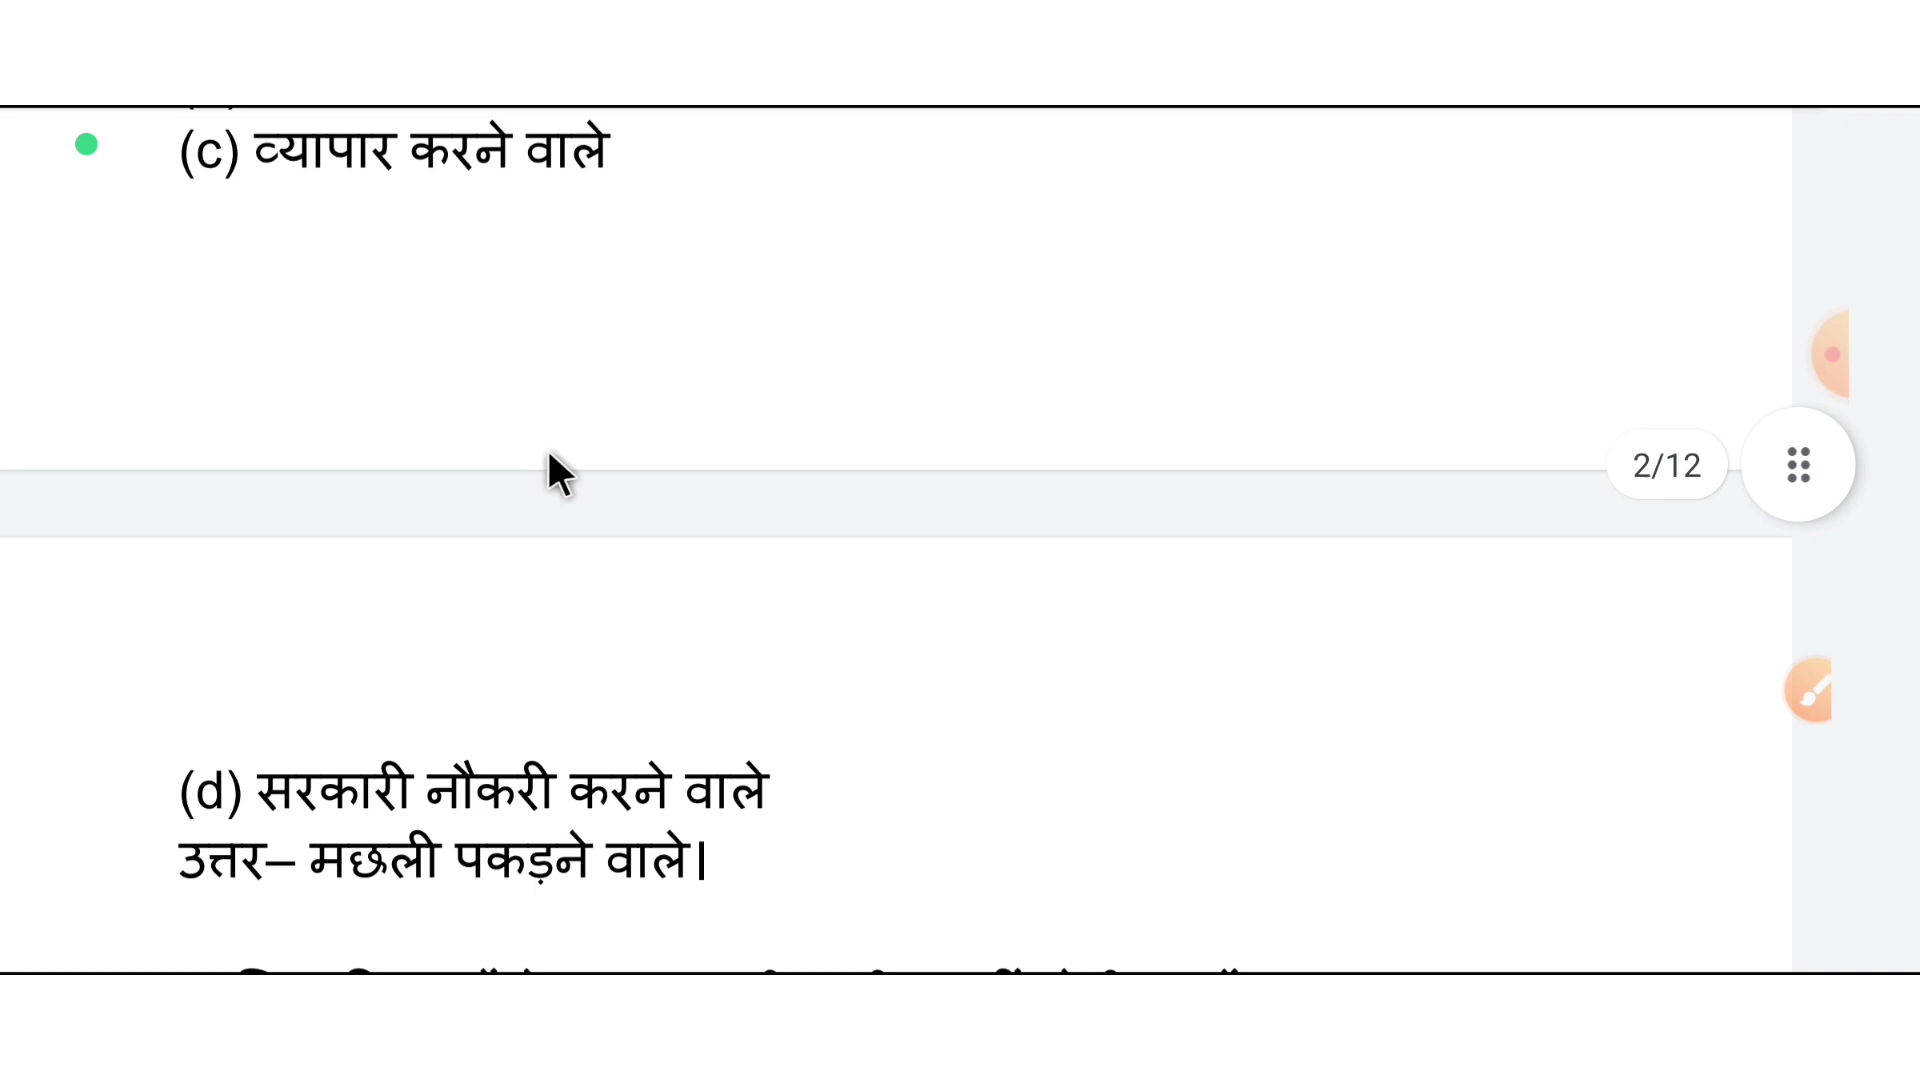 (c) व्यापार करने वाले
2/12
(d) सरकारी नौकरी करने वाले
उत्तर– मछली पकड़ने वाले|